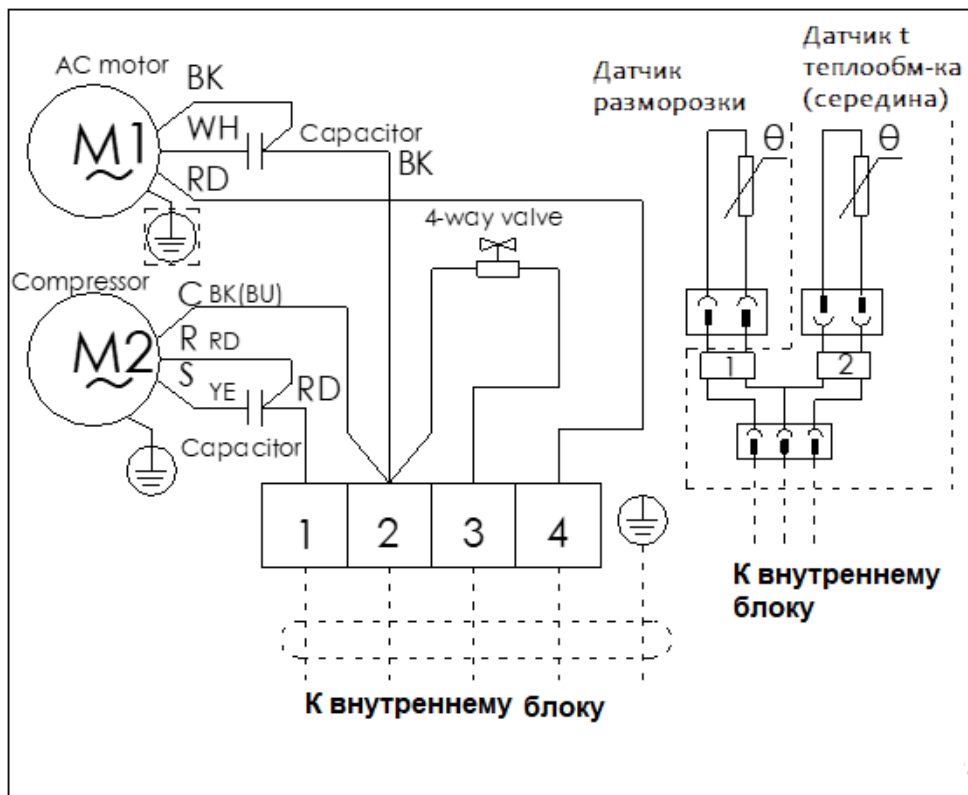 AC motor
BK
M1
WH
Capacitor
BK
RD
4-way valve
Compressor
C BK(BU)
M2
R RD
S YE
RD
Capacitor
1 2 3 4
К внутреннему блоку
Датчик
разморозки
Датчик t
теплообм-ка
(середина)
θ
θ
1
2
К внутреннему
блоку